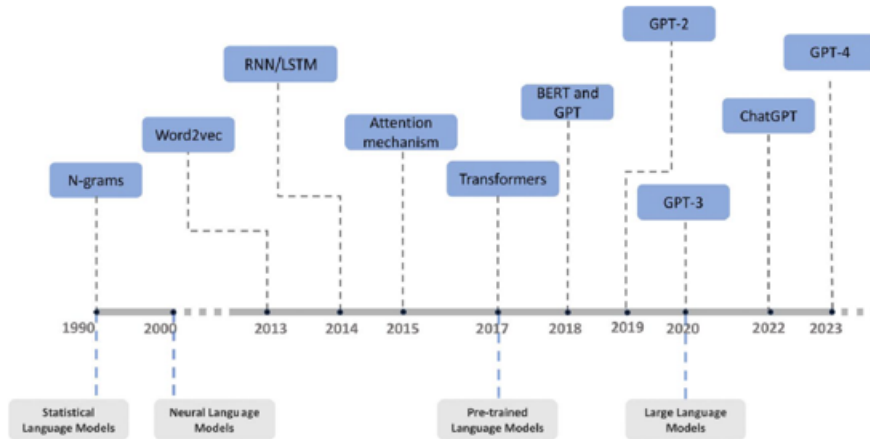 GPT-2
GPT-4
RNN/LSTM
BERT and
GPT
Word2vec
Attention
mechanism
ChatGPT
N-grams
Transformers
GPT-3
1990
2000
2013
2014
2015
2017
2018
2019
2020
2022
2023
Statistical
Language Models
Neural Language
Models
Pre-trained
Language Models
Large Language
Models